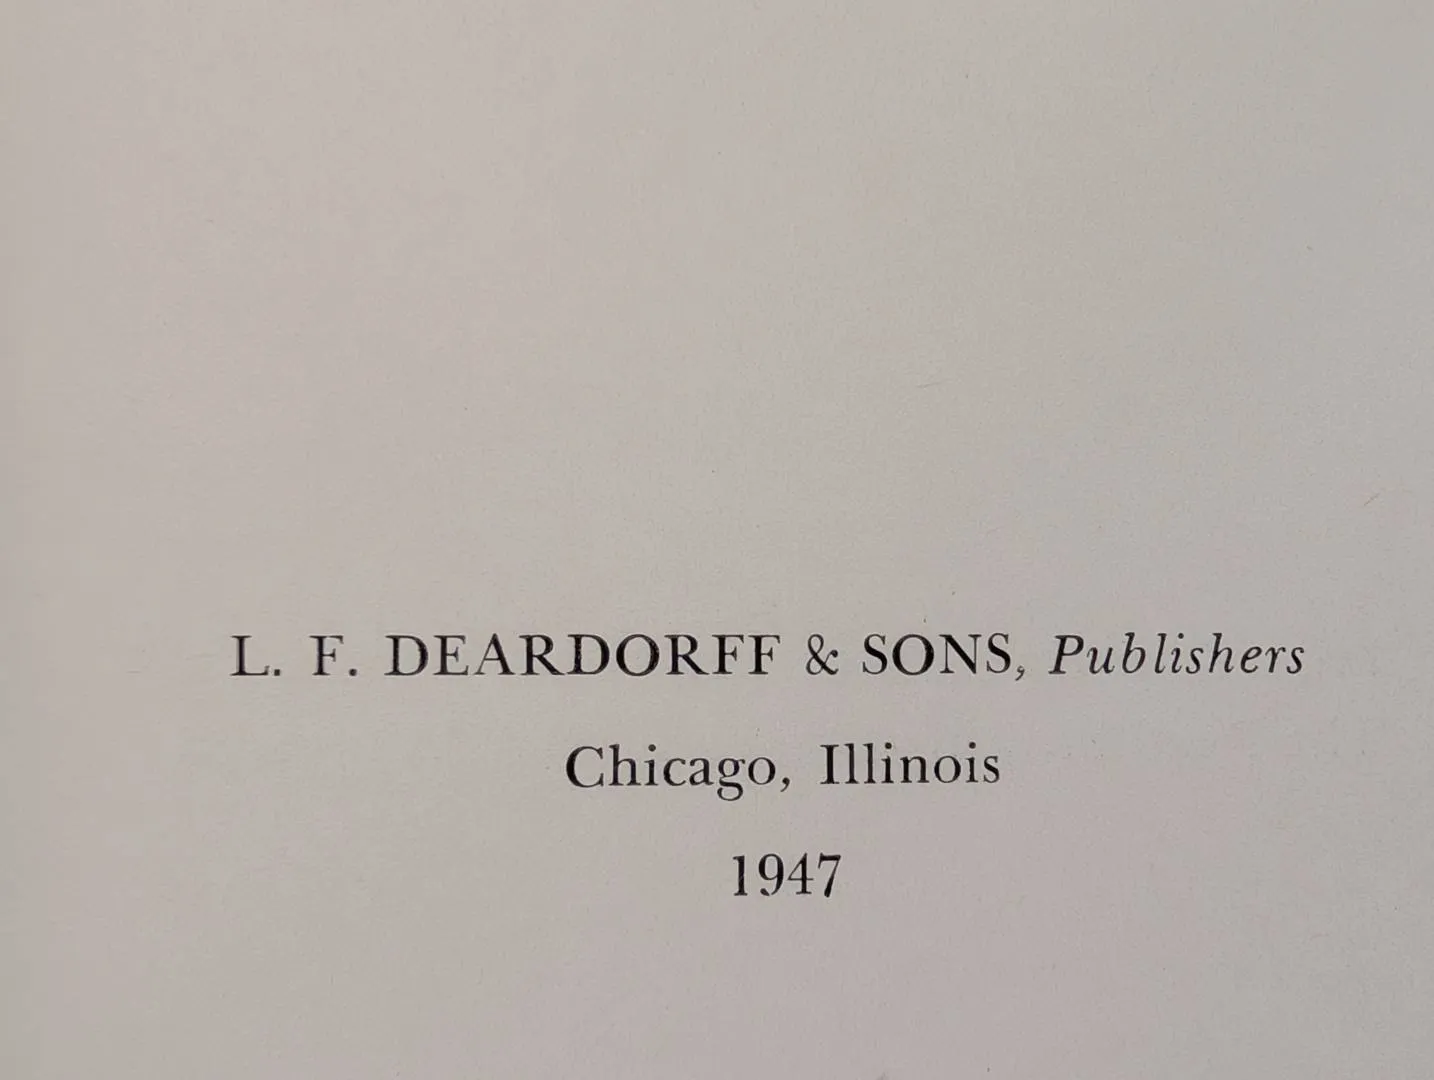 L. F. DEARDORFF & SONS, Publishers
Chicago, Illinois
1947